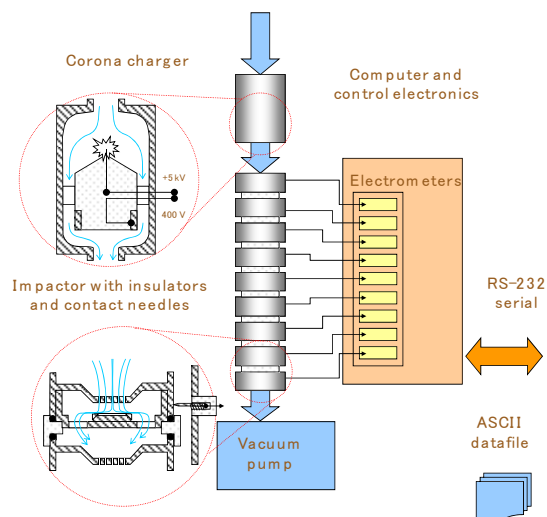 Corona charger
Computer and
control electronics
+5 kV
400 V
Electrometers
Impactor with insulators
and contact needles
RS-232
serial
ASCII
datafile
Vacuum
pump